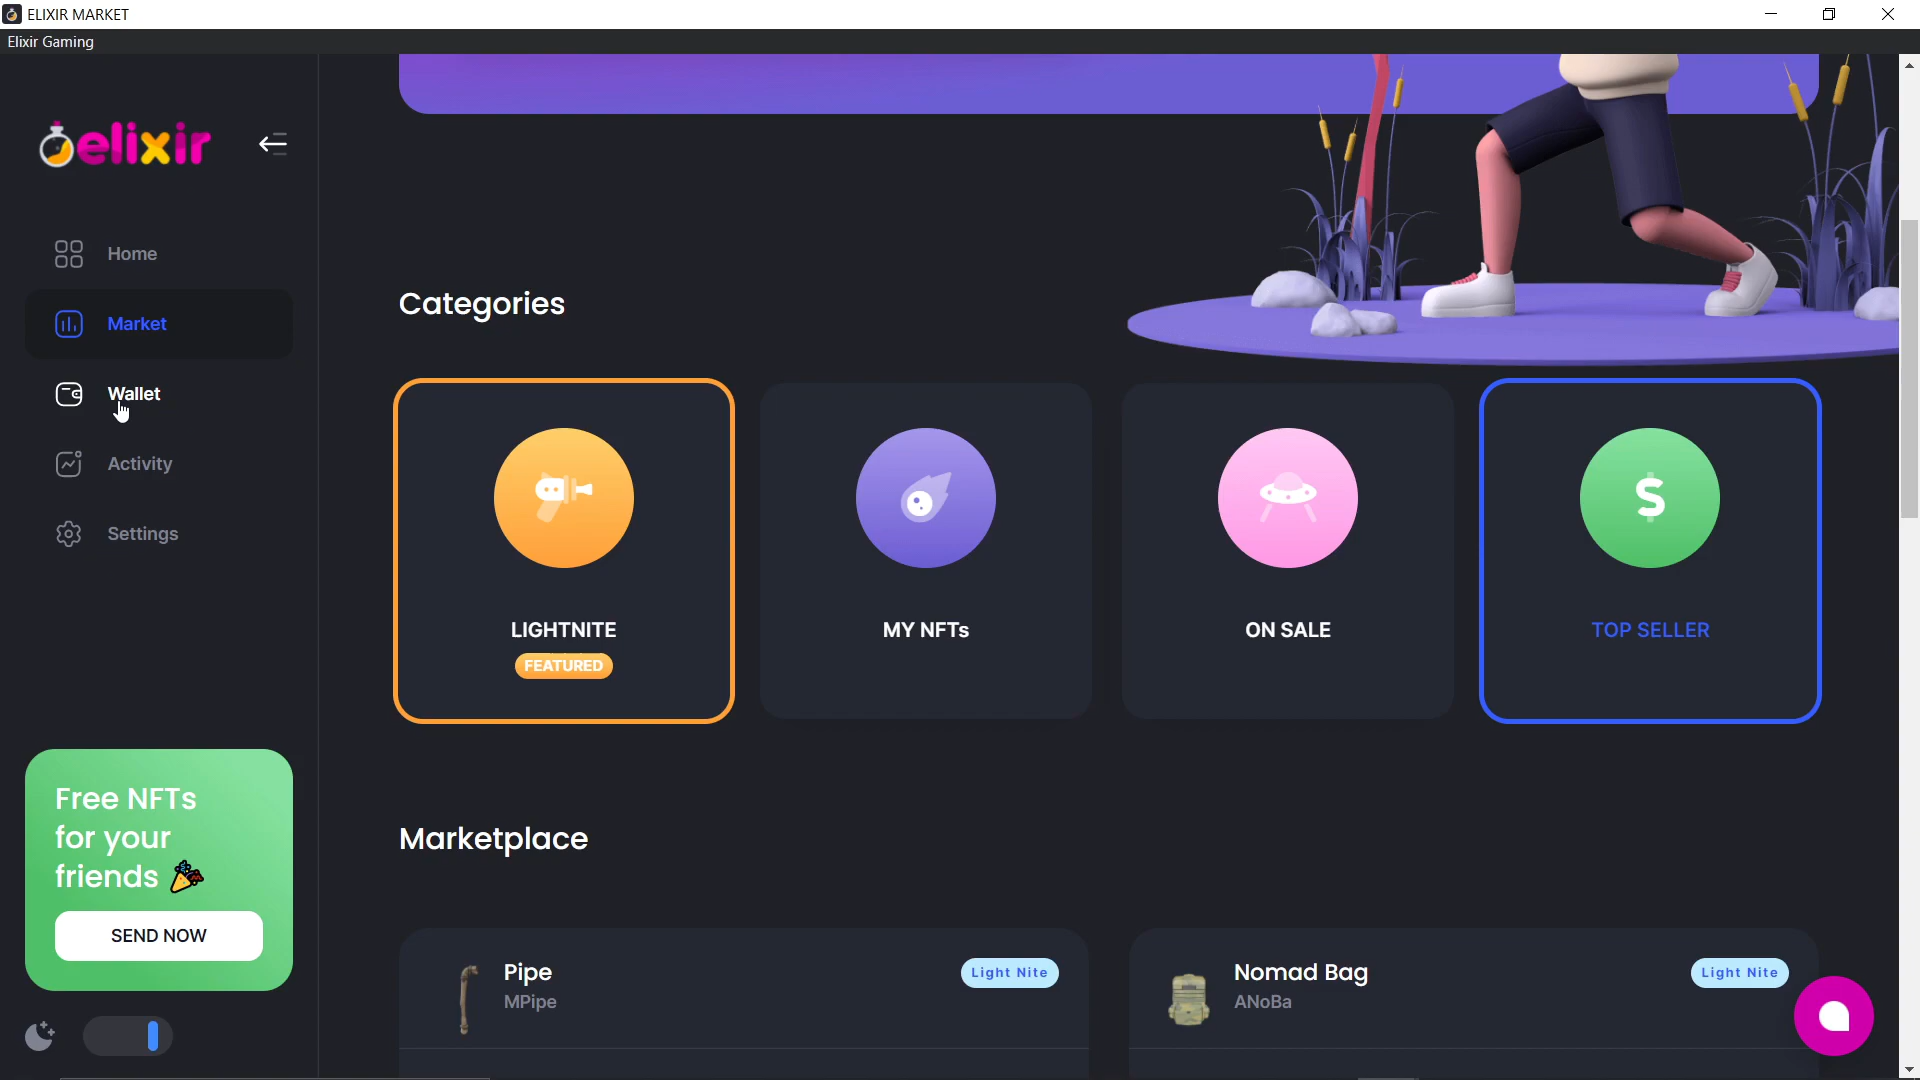 ELIXIR MARKET
Elixir Gaming
elixir
Home
Market
Wallet
Activity
Settings
Free NFTs
for your
friends
SEND NOW
Categories
LIGHTNITE
FEATURED
MY NFTs
ON SALE
TOP SELLER
Marketplace
Pipe
MPipe
Light Nite
Nomad Bag
ANoBa
Light Nite